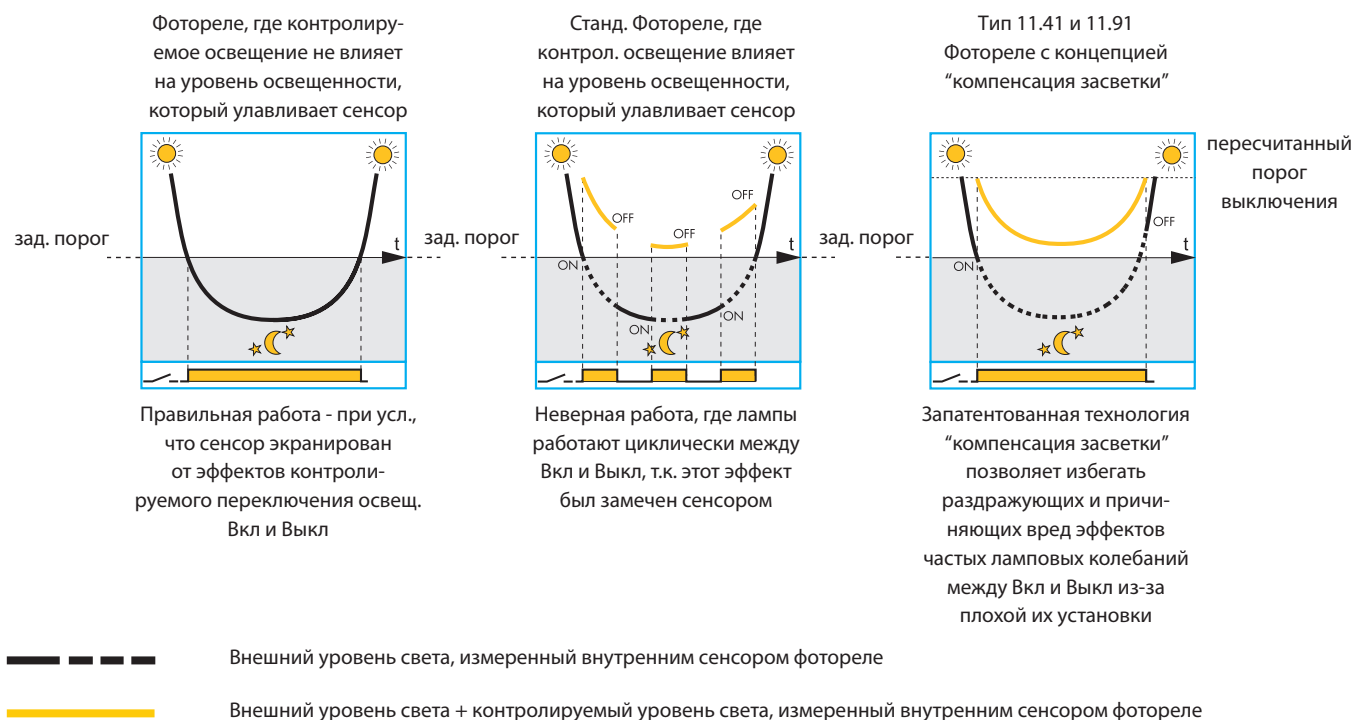 Фотореле, где контролиру-
емое освещение не влияет
на уровень освещенности,
который улавливает сенсор
Станд. Фотореле, где
контрол. освещение влияет
на уровень освещенности,
который улавливает сенсор
Тип 11.41 и 11.91
Фотореле с концепцией
“компенсация засветки”
зад. порог
t
зад. порог
ON
OFF
ON
OFF
ON
OFF
t
зад. порог
ON
OFF
t
пересчитанный
порог
выключения
Правильная работа - при усл.,
что сенсор экранирован
от эффектов контроли-
руемого переключения освещ.
Вкл и Выкл
Неверная работа, где лампы
работают циклически между
Вкл и Выкл, т.к. этот эффект
был замечен сенсором
Запатентованная технология
“компенсация засветки”
позволяет избегать
раздражующих и причи-
няющих вред эффектов
частых ламповых колебаний
между Вкл и Выкл из-за
плохой их установки
Внешний уровень света, измеренный внутренним сенсором фотореле
Внешний уровень света + контролируемый уровень света, измеренный внутренним сенсором фотореле